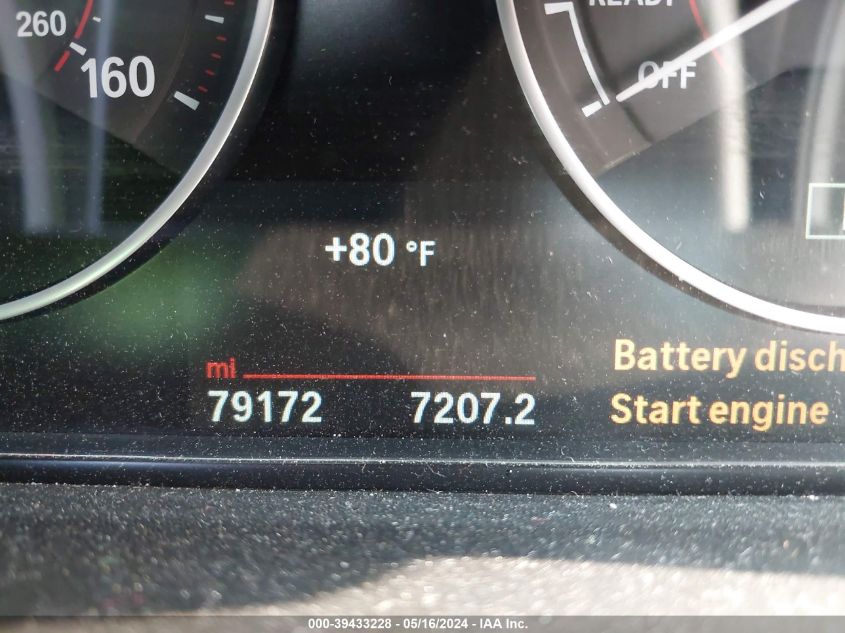 260
160
READY
OFF
+80 °F
mi
79172 7207.2
Battery disch
Start engine
000-39433228 - 05/16/2024 - IAA Inc.